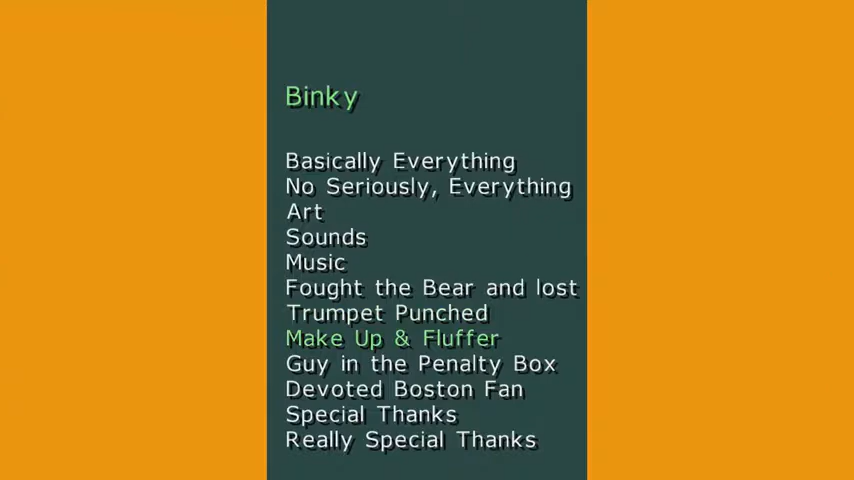 Binky
Basically Everything
No Seriously, Everything
Art
Sounds
Music
Fought the Bear and lost
Trumpet Punched
Make Up & Fluffer
Guy in the Penalty Box
Devoted Boston Fan
Special Thanks
Really Special Thanks